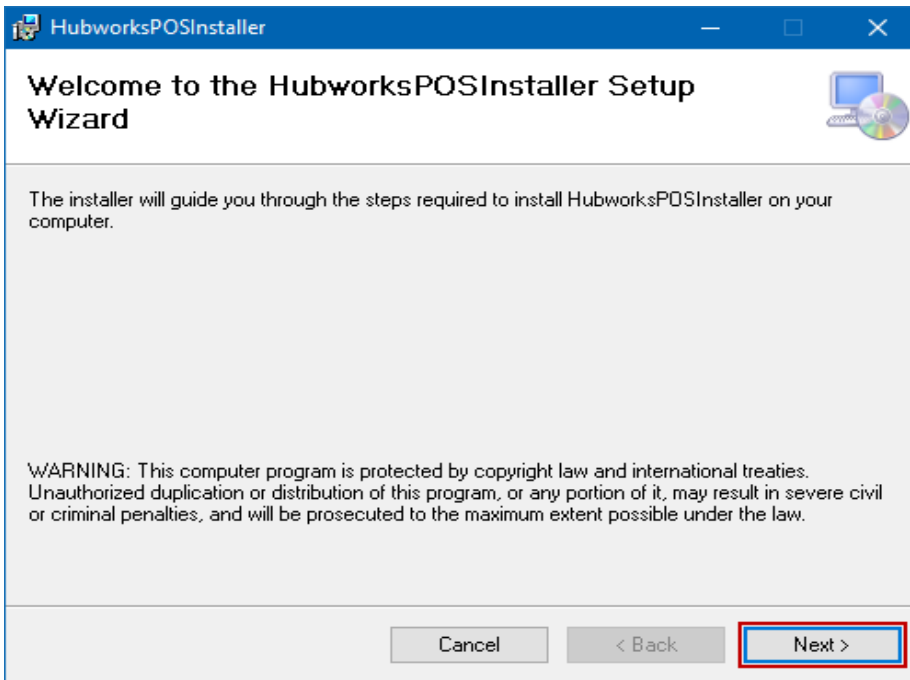 HubworksPOSInstaller
Welcome to the HubworksPOSInstaller Setup
Wizard
The installer will guide you through the steps required to install HubworksPOSInstaller on your
computer.
WARNING: This computer program is protected by copyright law and international treaties.
Unauthorized duplication or distribution of this program, or any portion of it, may result in severe civil
or criminal penalties, and will be prosecuted to the maximum extent possible under the law.
Cancel
< Back
Next >